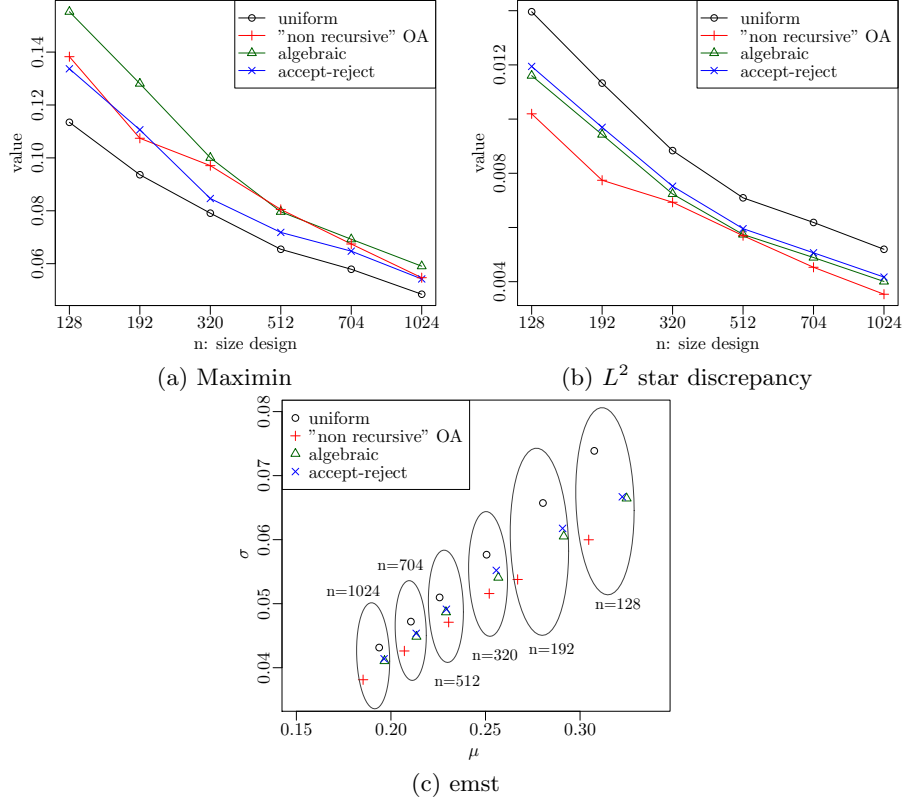 uniform
"non recursive" OA
algebraic
accept-reject
value
0.14
0.12
0.10
0.08
0.06
128 192 320 512 704 1024
n: size design
(a) Maximin
uniform
"non recursive" OA
algebraic
accept-reject
value
0.012
0.008
0.004
128 192 320 512 704 1024
n: size design
(b) L² star discrepancy
uniform
"non recursive" OA
algebraic
accept-reject
σ
0.08
0.07
0.06
0.05
0.04
n=1024
n=704
n=512
n=320
n=192
n=128
0.15 0.20 0.25 0.30
μ
(c) emst